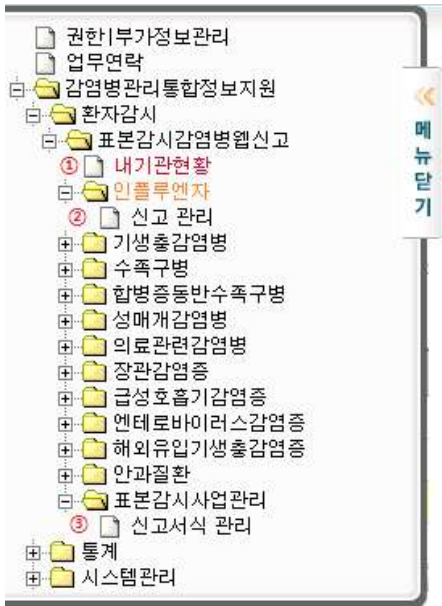 권한|부가정보관리
업무연락
감염병관리통합정보지원
환자감시
표본감시감염병웹신고
① 내기관현황
인플루엔자
② 신고 관리
기생충감염병
수족구병
합병증동반수족구병
성매개감염병
의료관련감염병
장관감염증
급성호흡기감염증
엔테로바이러스감염증
해외유입기생충감염증
안과질환
표본감시사업관리
③ 신고서식 관리
통계
시스템관리
메뉴닫기